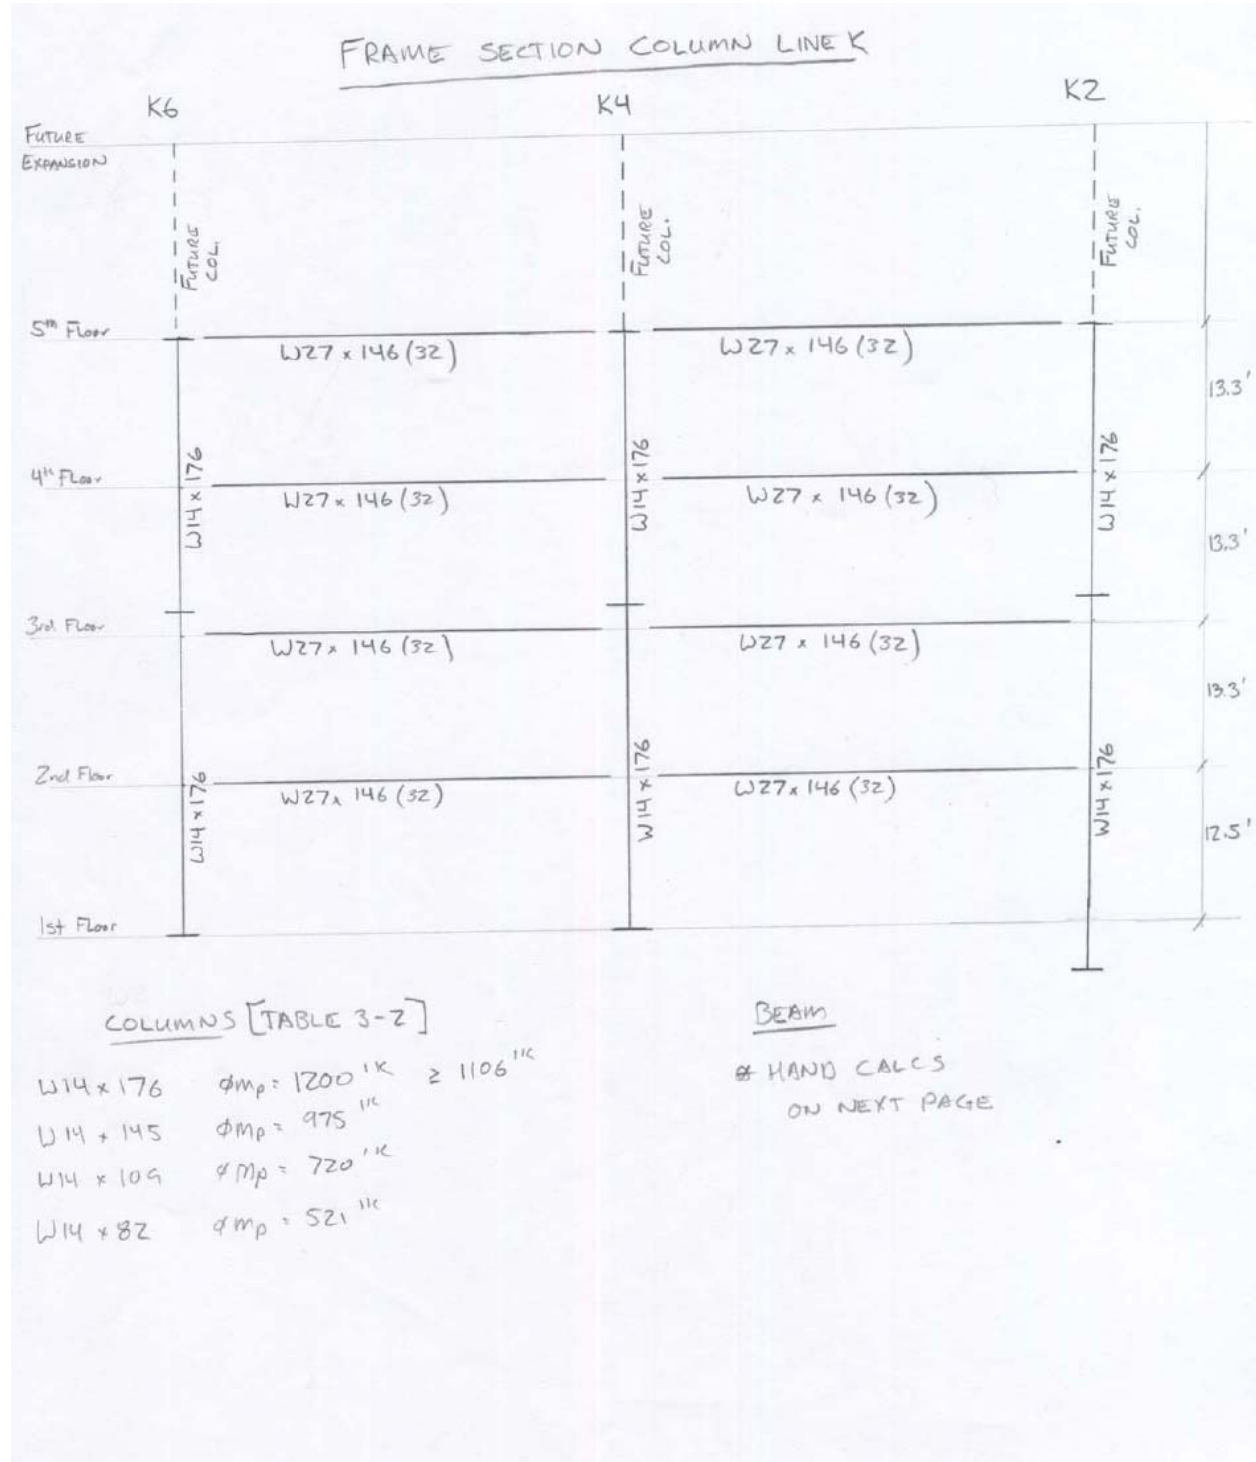 FRAME SECTION COLUMN LINE K
K6 K4 K2
FUTURE
EXPANSION
FUTURE
COL.
FUTURE
COL.
FUTURE
COL.
5th Floor
W27 x 146 (32)
W27 x 146 (32)
13.3'
W14 x 176
W14 x 176
W14 x 176
4th Floor
W27 x 146 (32)
W27 x 146 (32)
13.3'
3rd Floor
W27 x 146 (32)
W27 x 146 (32)
13.3'
2nd Floor
W27 x 146 (32)
W27 x 146 (32)
W14 x 176
W14 x 176
W14 x 176
12.5'
1st Floor
COLUMNS [TABLE 3-2]
W14 x 176 ϕMp = 1200 'K ≥ 1106 'K
W14 x 145 ϕMp = 975 'K
W14 x 109 ϕMp = 720 'K
W14 x 82 ϕMp = 521 'K
BEAM
* HAND CALCS
ON NEXT PAGE